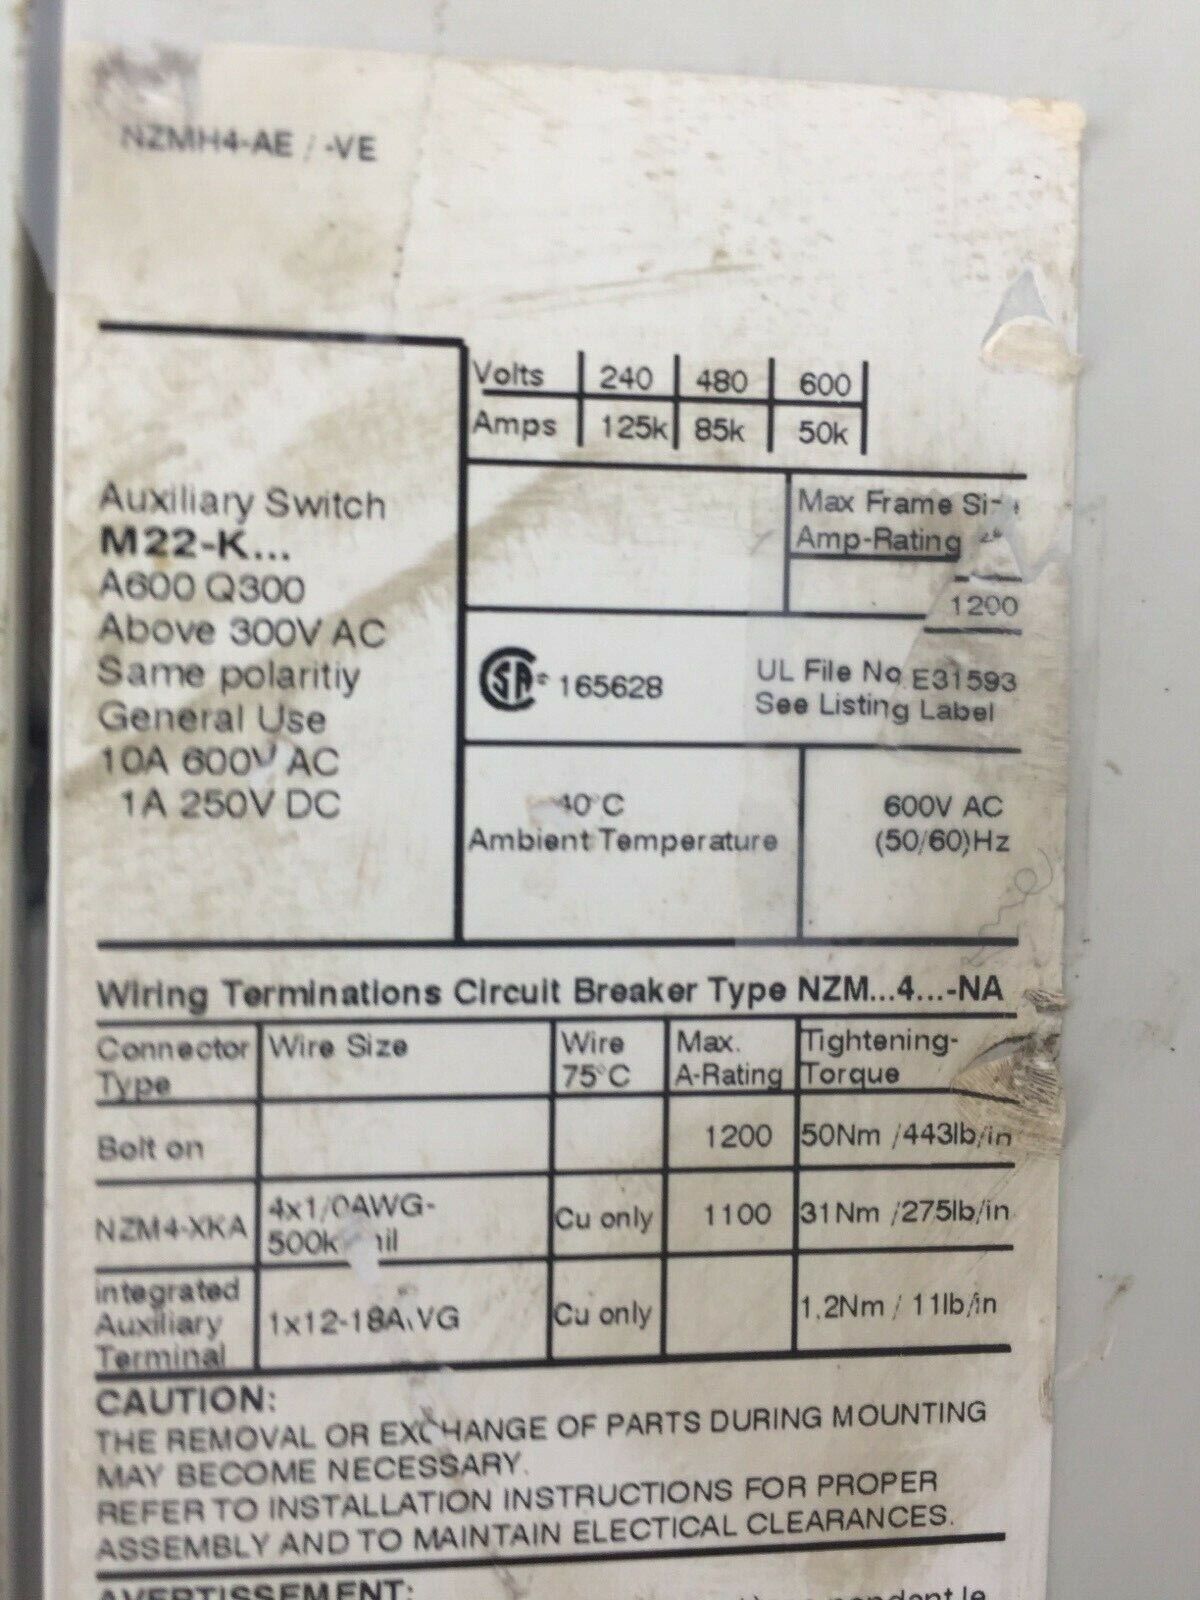 NZMH4-AE / -VE
Volts 240 480 600
Amps 125k 85k 50k
Auxiliary Switch
M22-K...
A600 Q300
Above 300V AC
Same polaritiy
General Use
10A 600V AC
1A 250V DC
Max Frame
Amp-Rating
1200
SA 165628
UL File No E31593
See Listing Label
40°C
Ambient Temperature
600V AC
(50/60)Hz
Wiring Terminations Circuit Breaker Type NZM...4...-NA
Connector Type Wire Size Wire 75°C Max. A-Rating Tightening-Torque
Bolt on 1200 50Nm /443lb/in
NZM4-XKA 4x1/0AWG- Cu only 1100 31Nm /275lb/in
integrated Auxiliary Terminal 1x12-18AWG Cu only 1,2Nm / 11lb/in
CAUTION:
THE REMOVAL OR EXCHANGE OF PARTS DURING MOUNTING
MAY BECOME NECESSARY.
REFER TO INSTALLATION INSTRUCTIONS FOR PROPER
ASSEMBLY AND TO MAINTAIN ELECTICAL CLEARANCES.
AVERTISSEMENT: